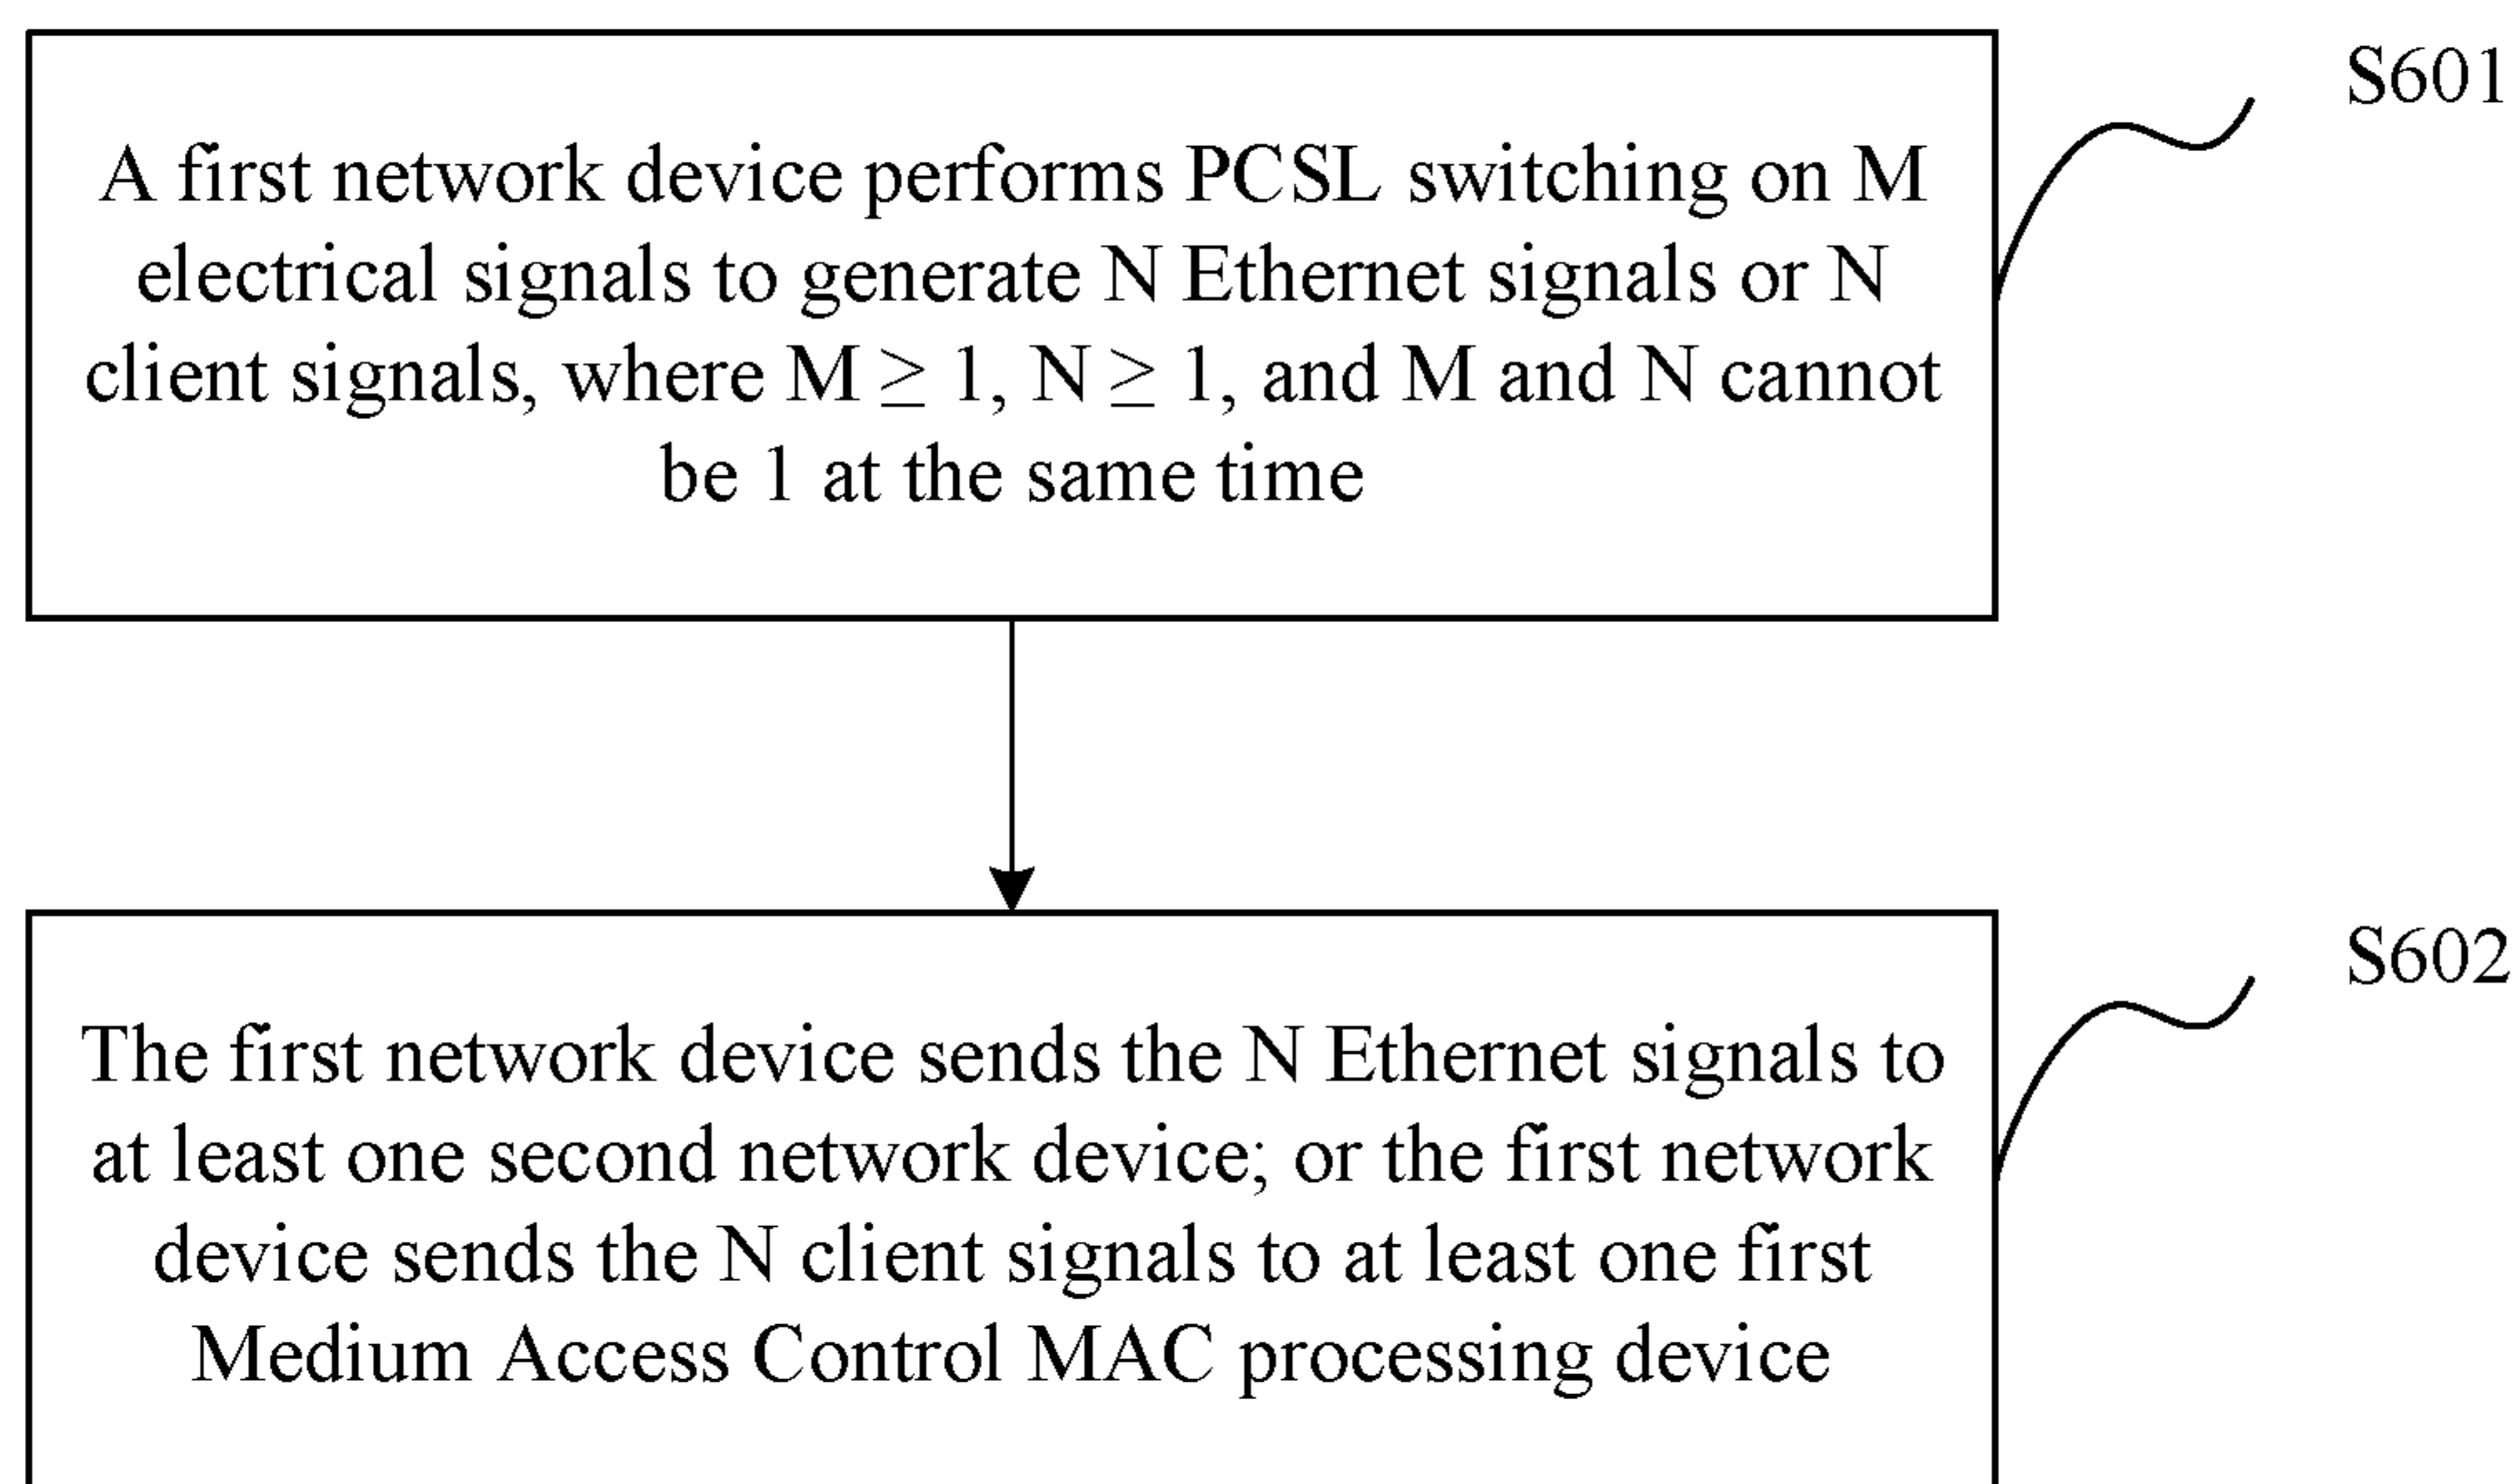 A first network device performs PCSL switching on M
electrical signals to generate N Ethernet signals or N
client signals, where M ≥ 1, N ≥ 1, and M and N cannot
be 1 at the same time
S601
The first network device sends the N Ethernet signals to
at least one second network device; or the first network
device sends the N client signals to at least one first
Medium Access Control MAC processing device
S602